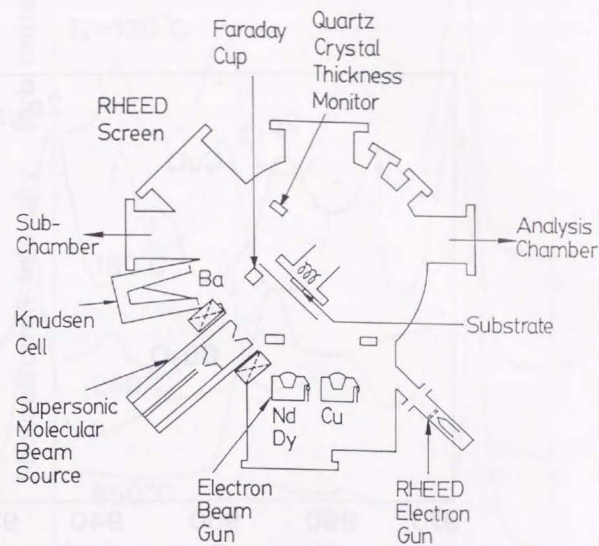 Faraday
Cup
Quartz
Crystal
Thickness
Monitor
RHEED
Screen
Sub-
Chamber
Analysis
Chamber
Ba
Knudsen
Cell
Substrate
Supersonic
Molecular
Beam
Source
Nd
Dy
Cu
Electron
Beam
Gun
RHEED
Electron
Gun